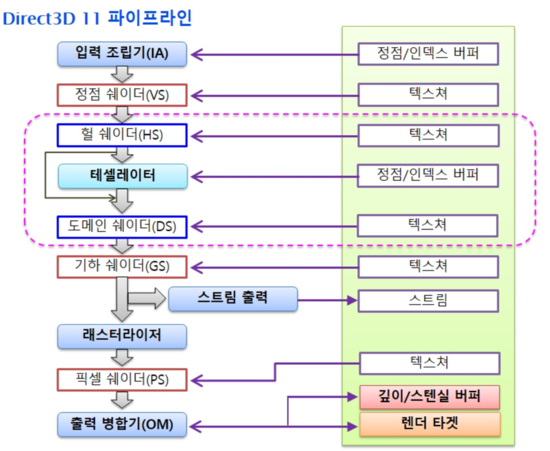 Direct3D 11 파이프라인
입력 조립기(IA)
정점/인덱스 버퍼
정점 쉐이더(VS)
텍스쳐
헐 쉐이더(HS)
텍스쳐
테셀레이터
정점/인덱스 버퍼
도메인 쉐이더(DS)
텍스쳐
기하 쉐이더(GS)
텍스쳐
스트림 출력
스트림
래스터라이저
텍스쳐
픽셀 쉐이더(PS)
깊이/스텐실 버퍼
출력 병합기(OM)
렌더 타겟